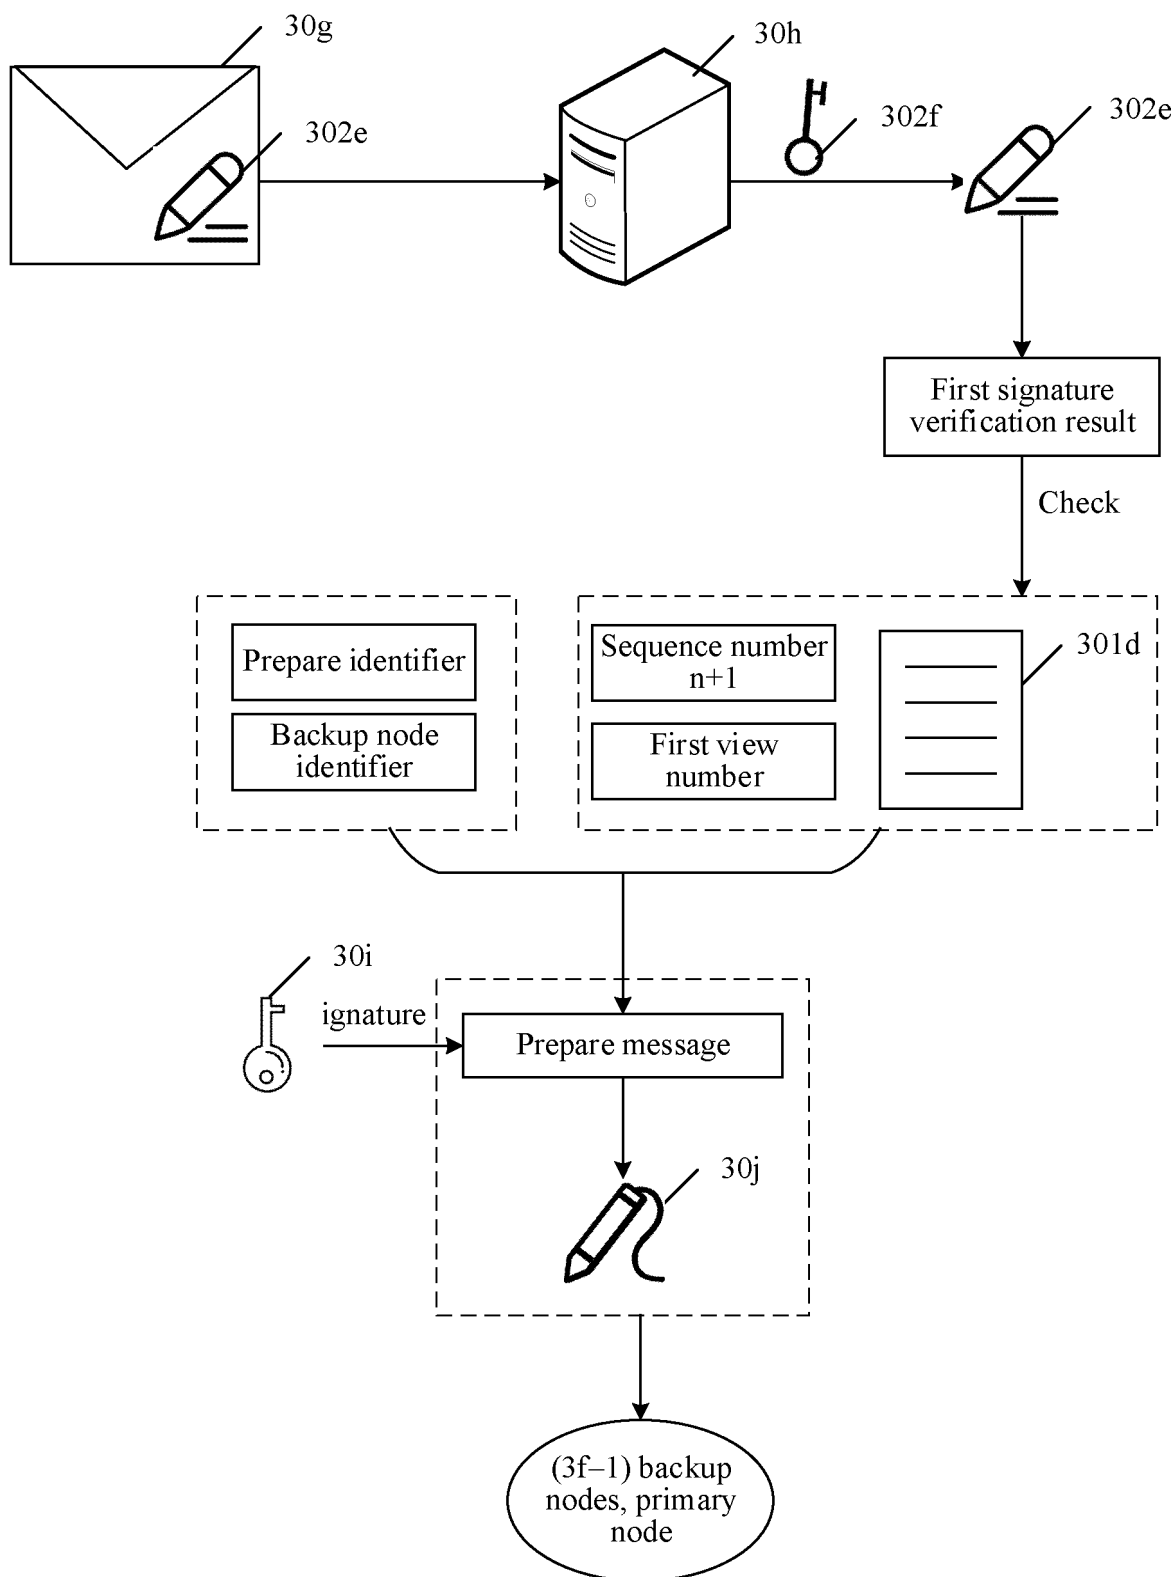 30g
30h
302e
302f
302e
First signature
verification result
Check
Prepare identifier
Backup node
identifier
Sequence number
n+1
First view
number
301d
30i
ignature
Prepare message
30j
(3f–1) backup
nodes, primary
node